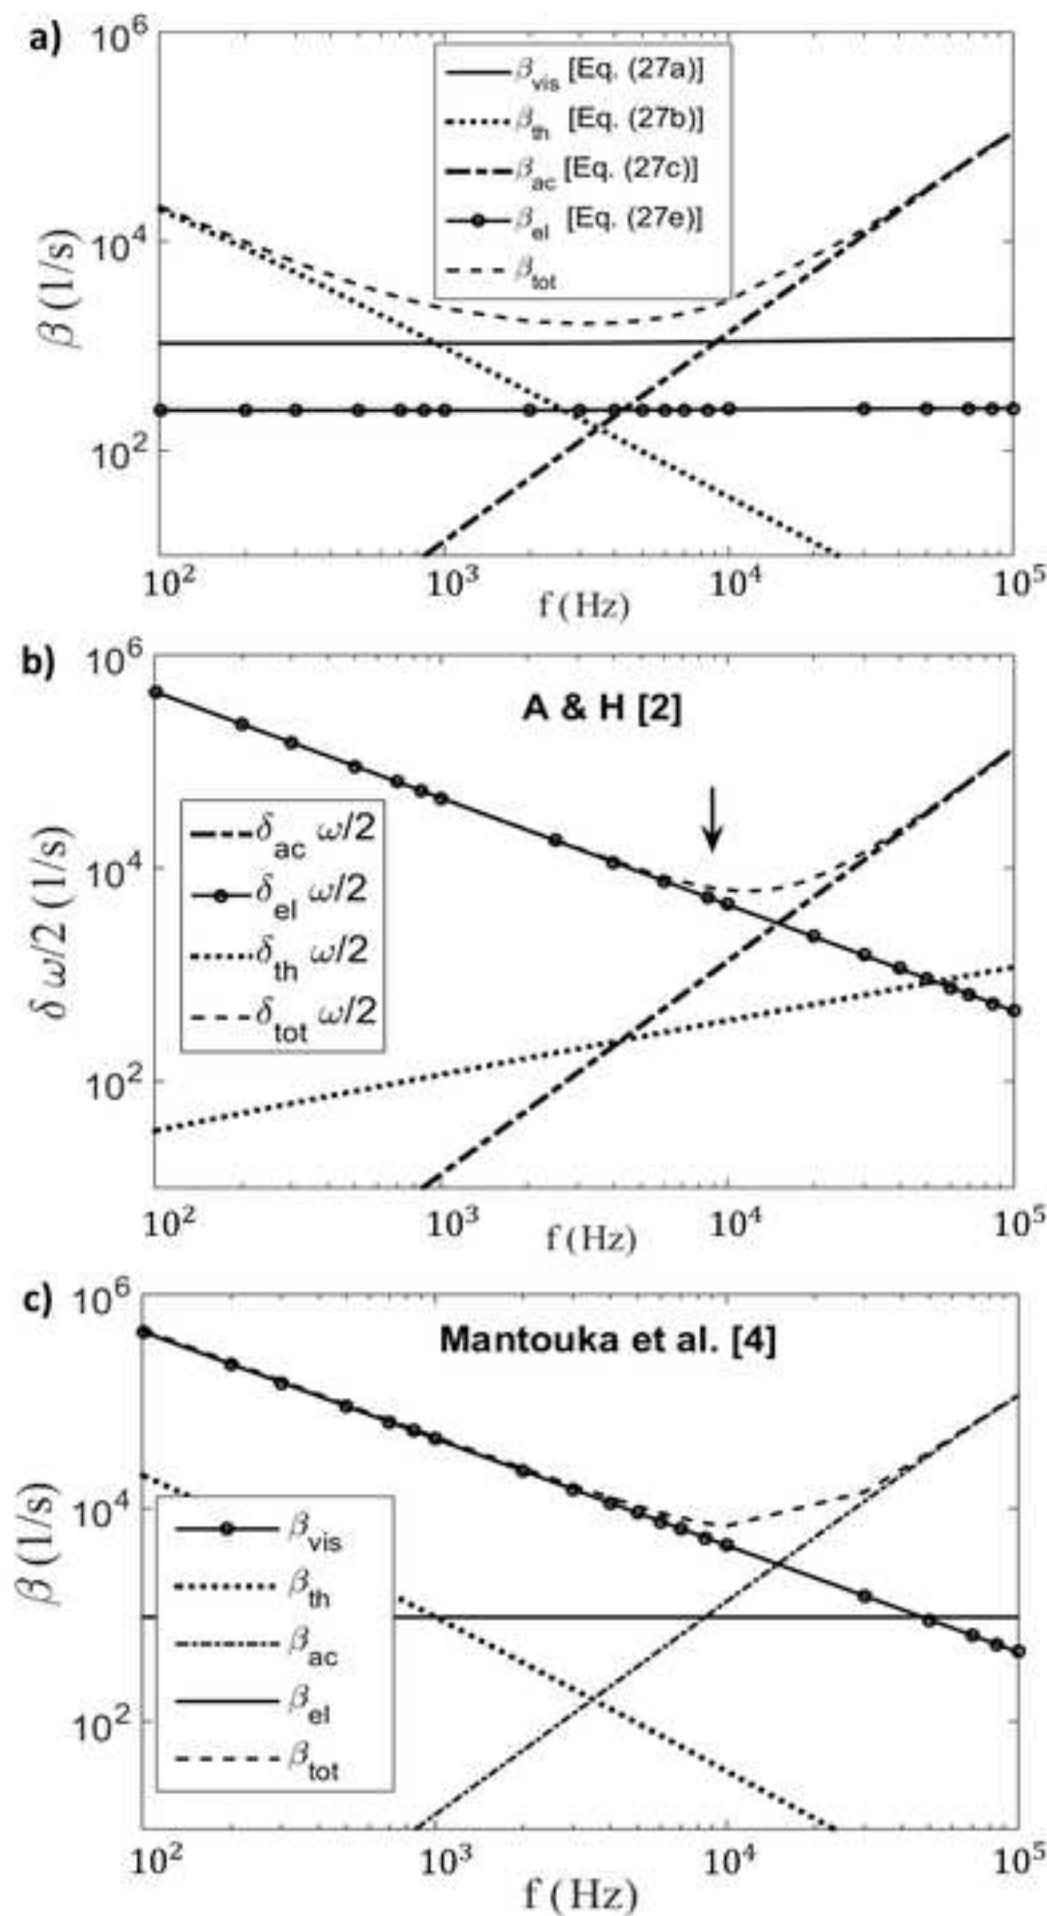 a)
10^6
β_vis [Eq. (27a)]
β_th [Eq. (27b)]
β_ac [Eq. (27c)]
β_el [Eq. (27e)]
β_tot
10^4
10^2
β (1/s)
10^2 10^3 10^4 10^5
f (Hz)
b)
10^6
A & H [2]
δ_ac ω/2
δ_el ω/2
δ_th ω/2
δ_tot ω/2
10^4
10^2
δ ω/2 (1/s)
10^2 10^3 10^4 10^5
f (Hz)
c)
10^6
Mantouka et al. [4]
10^4
β_vis
β_th
β_ac
β_el
β_tot
10^2
β (1/s)
10^2 10^3 10^4 10^5
f (Hz)